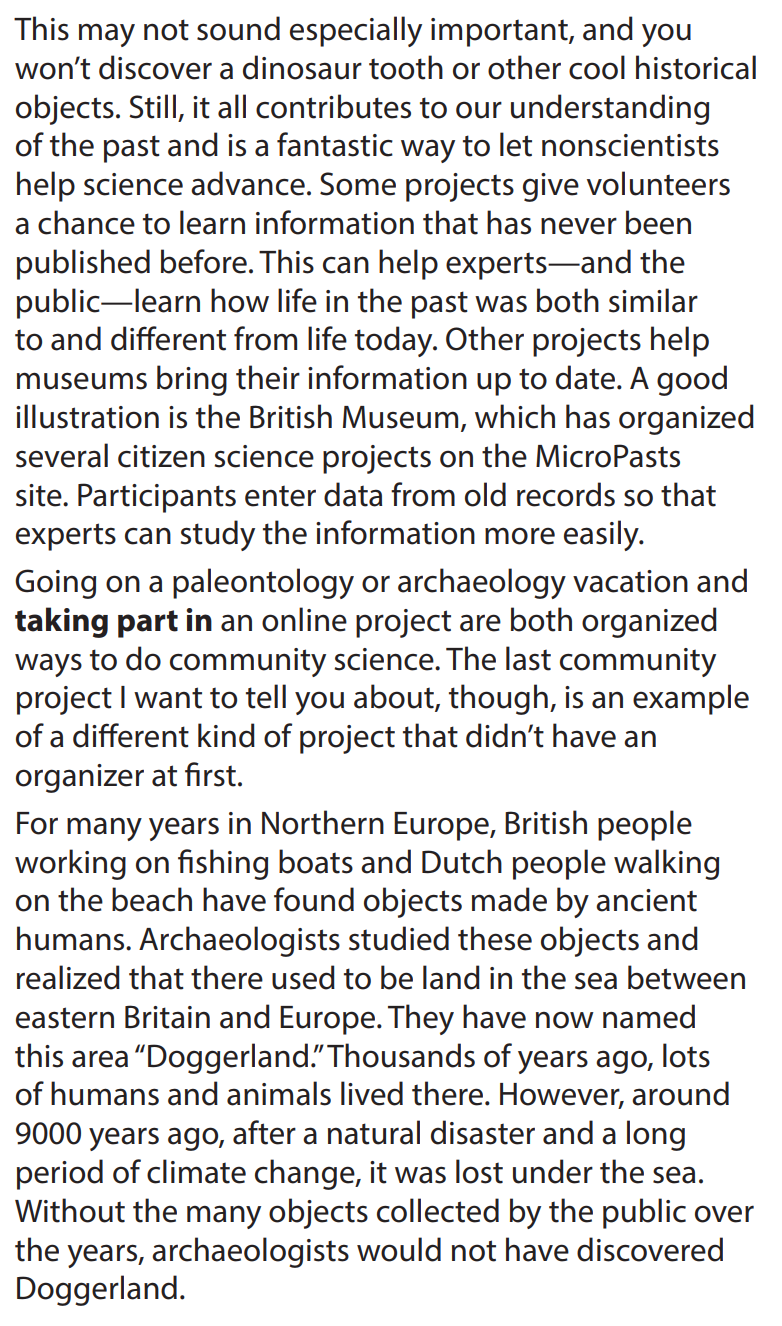 This may not sound especially important, and you
won’t discover a dinosaur tooth or other cool historical
objects. Still, it all contributes to our understanding
of the past and is a fantastic way to let nonscientists
help science advance. Some projects give volunteers
a chance to learn information that has never been
published before. This can help experts—and the
public—learn how life in the past was both similar
to and different from life today. Other projects help
museums bring their information up to date. A good
illustration is the British Museum, which has organized
several citizen science projects on the MicroPasts
site. Participants enter data from old records so that
experts can study the information more easily.
Going on a paleontology or archaeology vacation and
taking part in an online project are both organized
ways to do community science. The last community
project I want to tell you about, though, is an example
of a different kind of project that didn’t have an
organizer at first.
For many years in Northern Europe, British people
working on fishing boats and Dutch people walking
on the beach have found objects made by ancient
humans. Archaeologists studied these objects and
realized that there used to be land in the sea between
eastern Britain and Europe. They have now named
this area “Doggerland.” Thousands of years ago, lots
of humans and animals lived there. However, around
9000 years ago, after a natural disaster and a long
period of climate change, it was lost under the sea.
Without the many objects collected by the public over
the years, archaeologists would not have discovered
Doggerland.